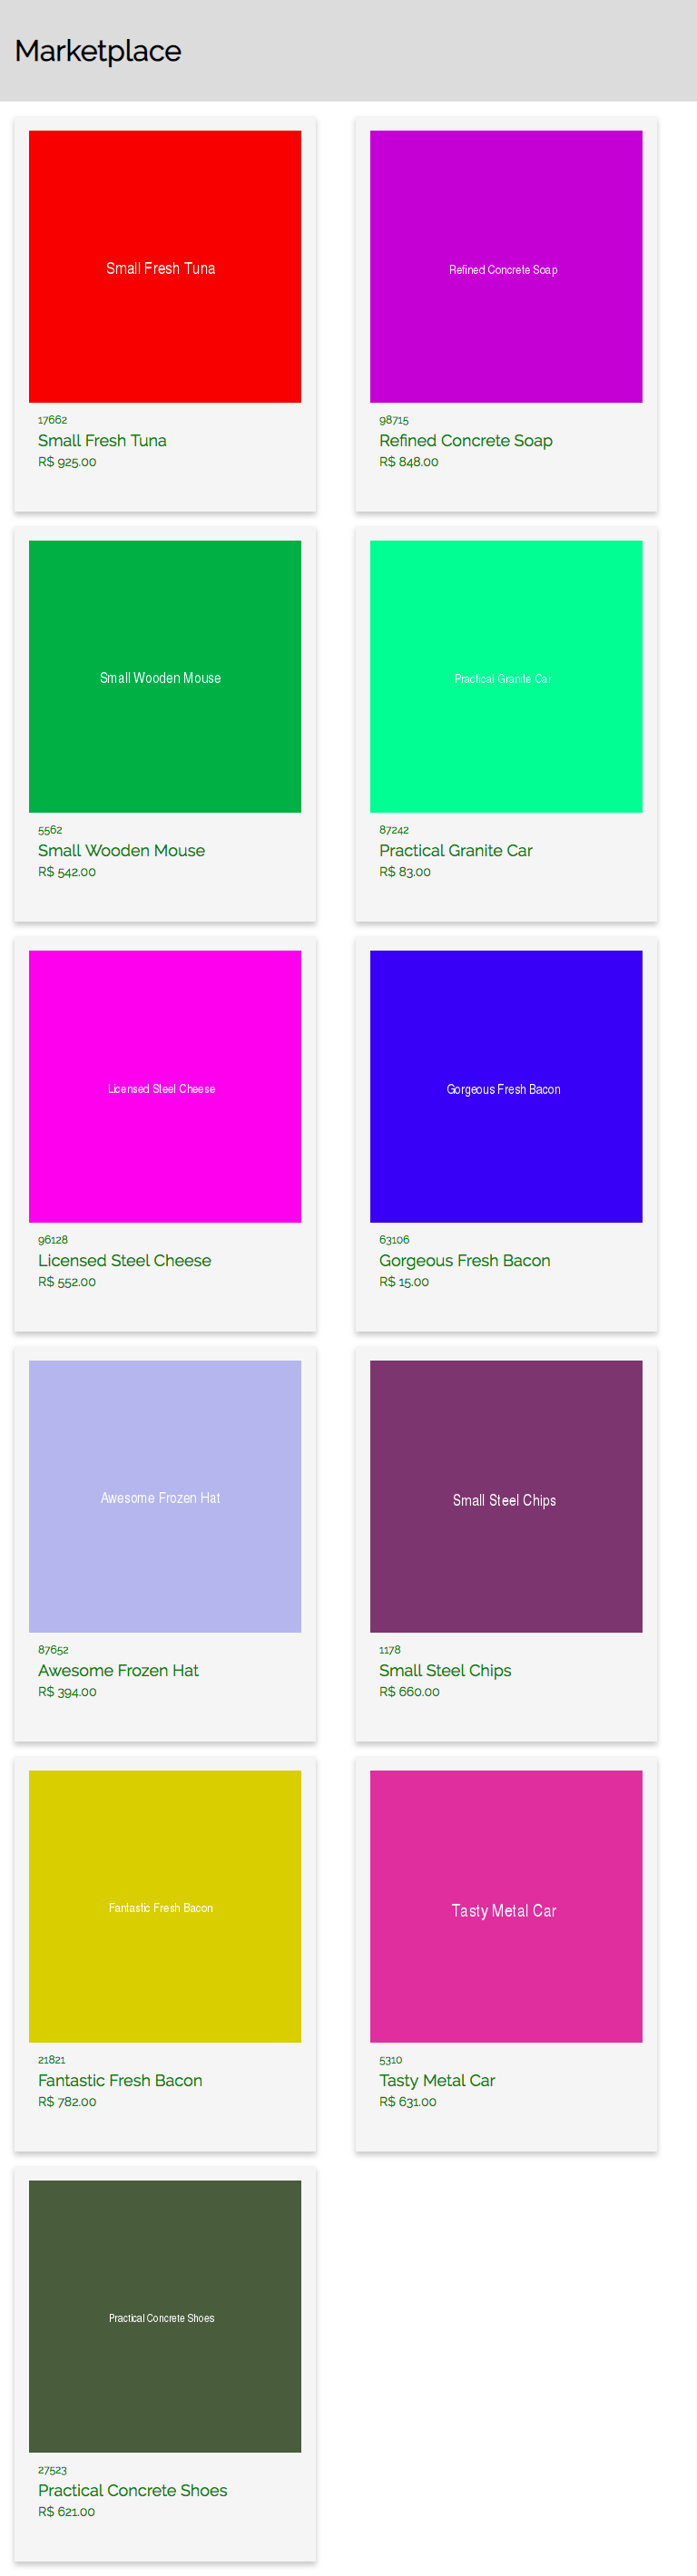 Marketplace
Small Fresh Tuna
17662
Small Fresh Tuna
R$ 925.00
Refined Concrete Soap
98715
Refined Concrete Soap
R$ 848.00
Small Wooden Mouse
5562
Small Wooden Mouse
R$ 542.00
Practical Granite Car
87242
Practical Granite Car
R$ 83.00
Licensed Steel Cheese
96128
Licensed Steel Cheese
R$ 552.00
Gorgeous Fresh Bacon
63106
Gorgeous Fresh Bacon
R$ 15.00
Awesome Frozen Hat
87652
Awesome Frozen Hat
R$ 394.00
Small Steel Chips
1178
Small Steel Chips
R$ 660.00
Fantastic Fresh Bacon
21821
Fantastic Fresh Bacon
R$ 782.00
Tasty Metal Car
5310
Tasty Metal Car
R$ 631.00
Practical Concrete Shoes
27523
Practical Concrete Shoes
R$ 621.00